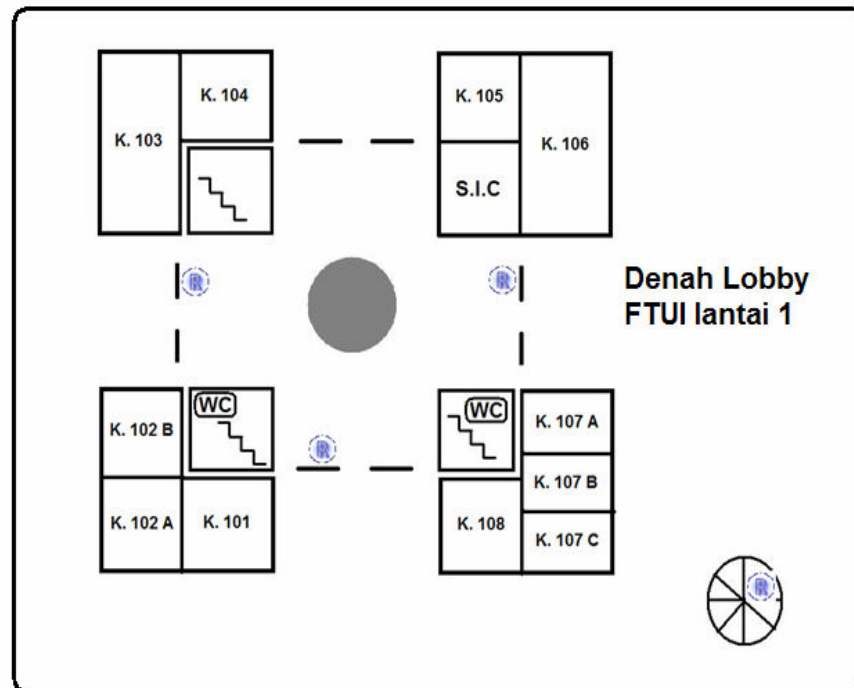 K. 103
K. 104
K. 105
S.I.C
K. 106
R
R
Denah Lobby
FTUI lantai 1
K. 102 B
WC
K. 102 A
K. 101
R
WC
K. 108
K. 107 A
K. 107 B
K. 107 C
R